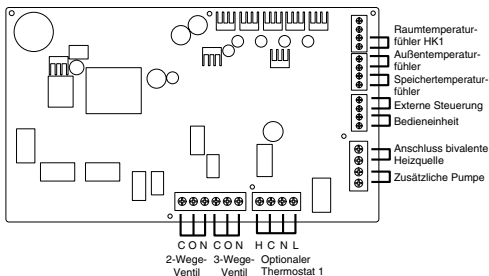 Raumtemperatur-
fühler HK1
Außentemperatur-
fühler
Speichertemperatur-
fühler
Externe Steuerung
Bedieneinheit
Anschluss bivalente
Heizquelle
Zusätzliche Pumpe
C O N C O N H C N L
2-Wege- 3-Wege- Optionaler
Ventil Ventil Thermostat 1